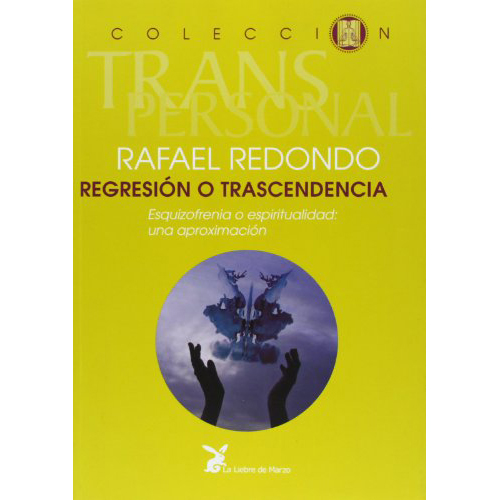 COLECCIÓN
TRANS
PERSONAL
RAFAEL REDONDO
REGRESIÓN O TRASCENDENCIA
Esquizofrenia o espiritualidad:
una aproximación
La Liebre de Marzo